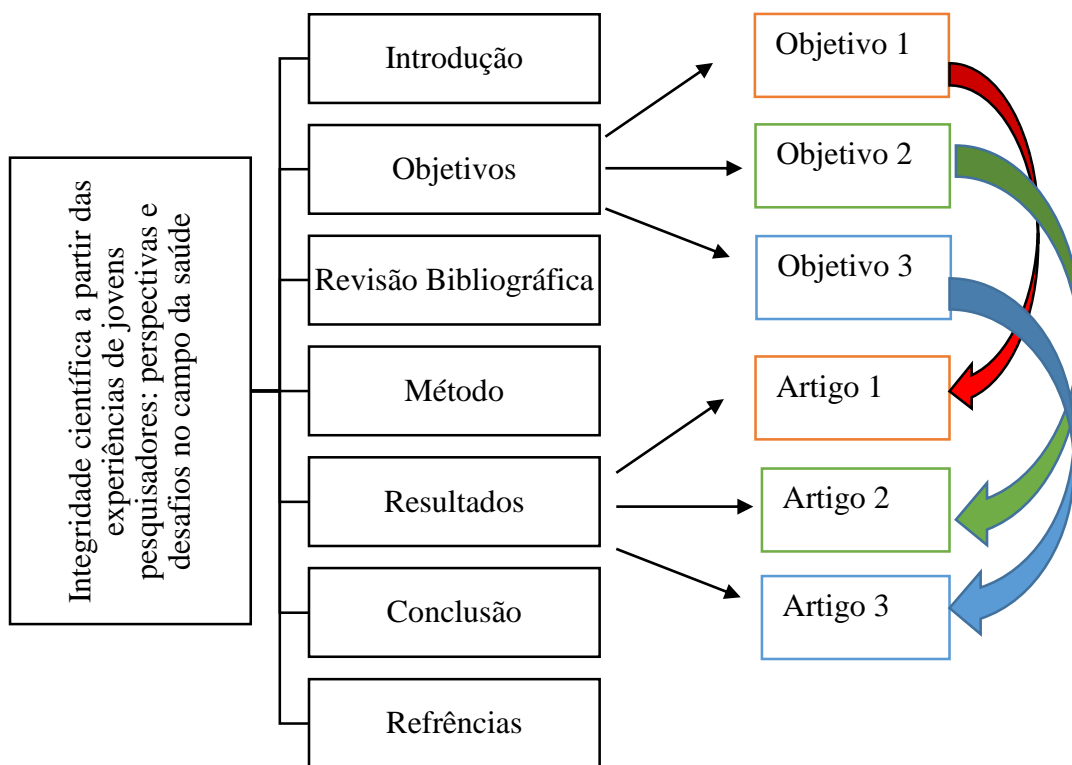 Integridade científica a partir das
experiências de jovens
pesquisadores: perspectivas e
desafios no campo da saúde
Introdução
Objetivos
Revisão Bibliográfica
Método
Resultados
Conclusão
Refrências
Objetivo 1
Objetivo 2
Objetivo 3
Artigo 1
Artigo 2
Artigo 3